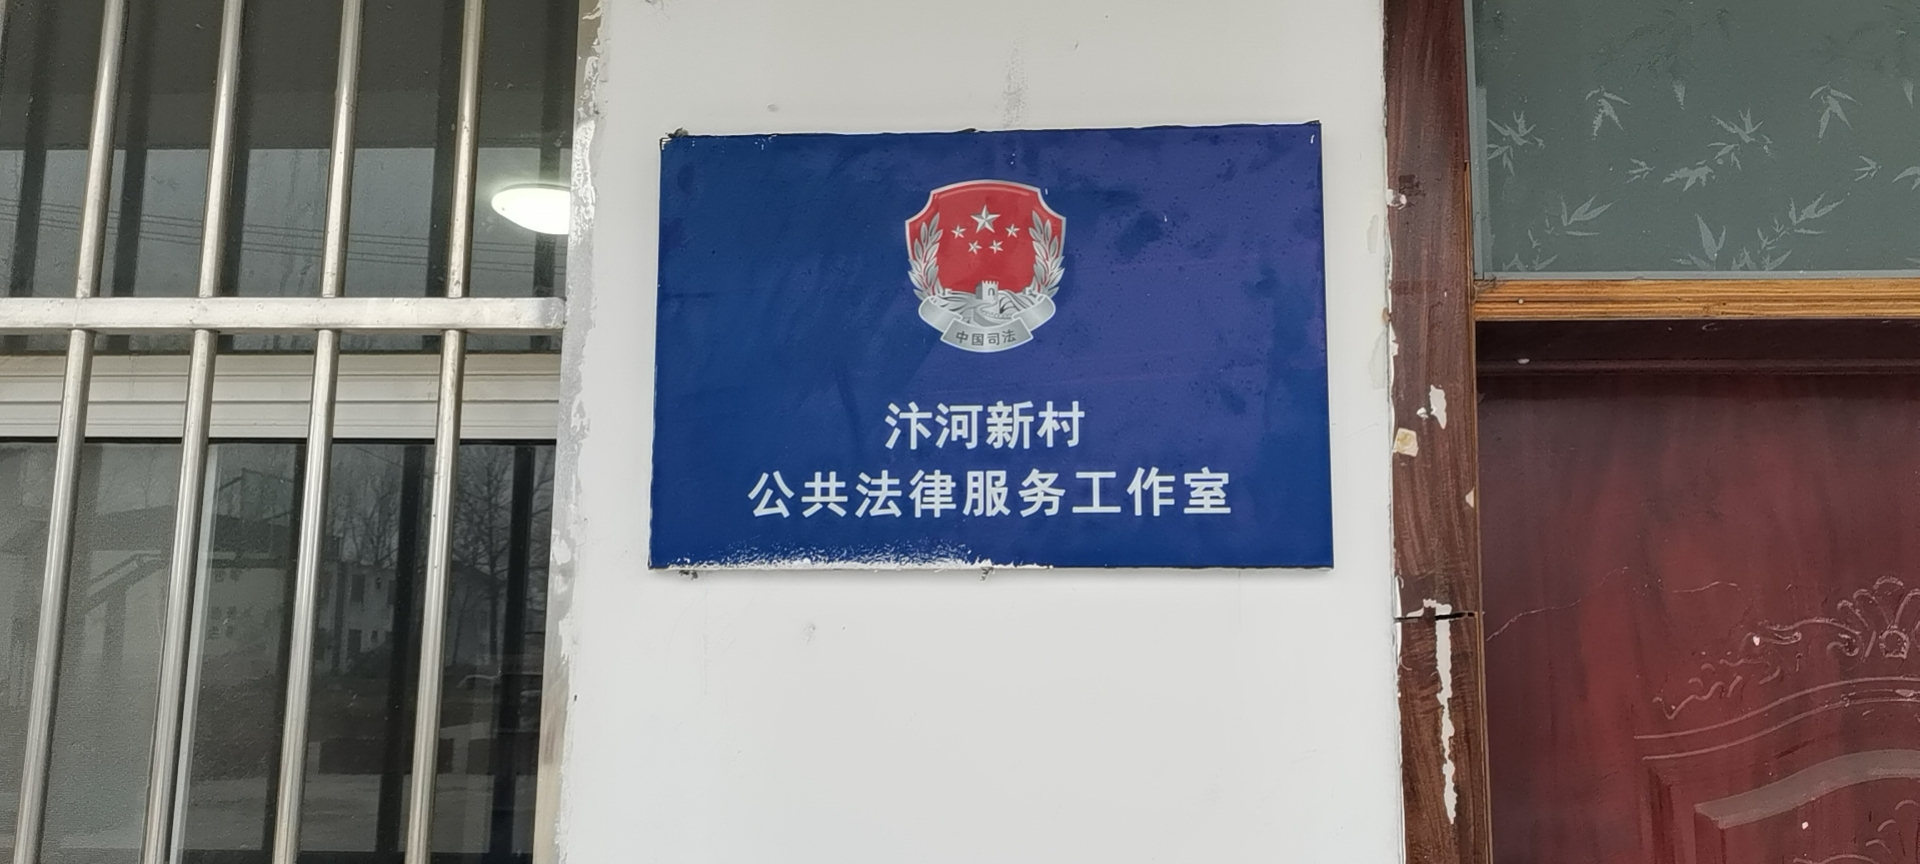 中国司法
汴河新村
公共法律服务工作室